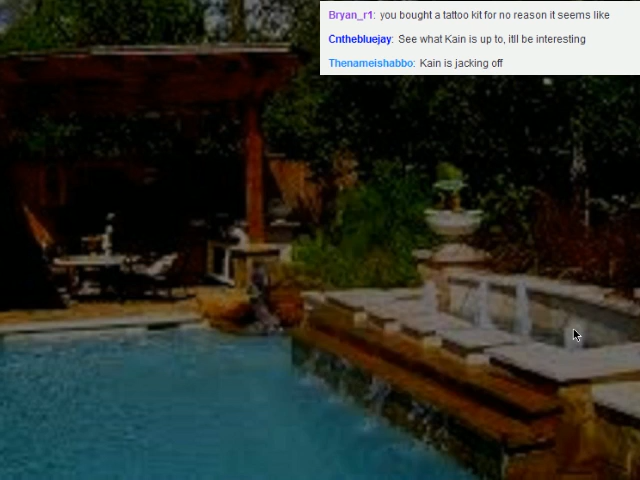 Bryan_r1: you bought a tattoo kit for no reason it seems like
Cnthebluejay: See what Kain is up to, itll be interesting
Thenameishabbo: Kain is jacking off